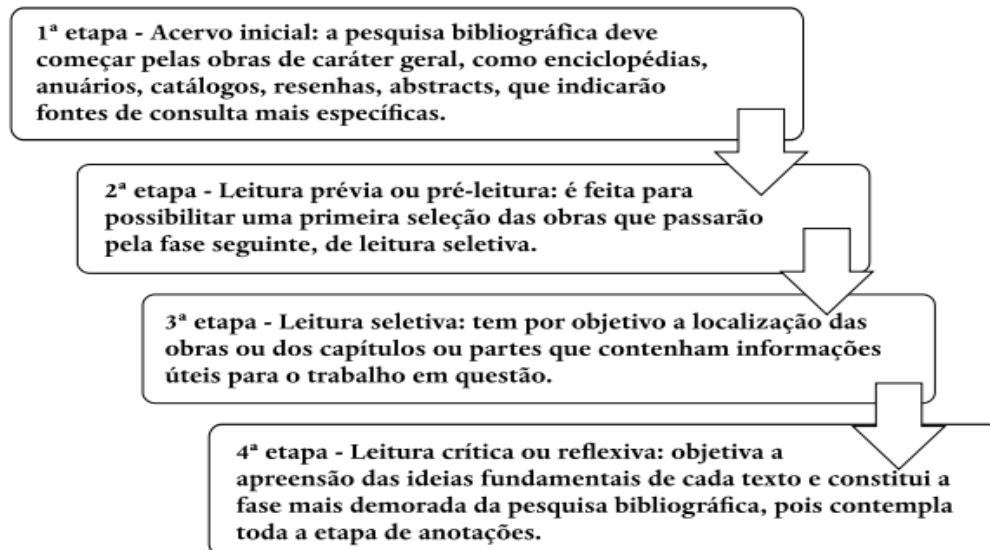 1ª etapa - Acervo inicial: a pesquisa bibliográfica deve
começar pelas obras de caráter geral, como enciclopédias,
anuários, catálogos, resenhas, abstracts, que indicarão
fontes de consulta mais específicas.
2ª etapa - Leitura prévia ou pré-leitura: é feita para
possibilitar uma primeira seleção das obras que passarão
pela fase seguinte, de leitura seletiva.
3ª etapa - Leitura seletiva: tem por objetivo a localização das
obras ou dos capítulos ou partes que contenham informações
úteis para o trabalho em questão.
4ª etapa - Leitura crítica ou reflexiva: objetiva a
apreensão das ideias fundamentais de cada texto e constitui a
fase mais demorada da pesquisa bibliográfica, pois contempla
toda a etapa de anotações.